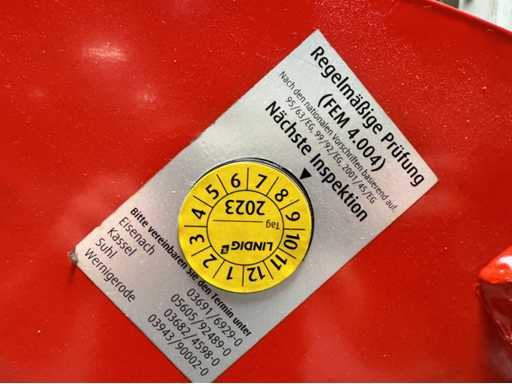 Regelmäßige Prüfung
(FEM 4.004)
Nach den nationalen Vorschriften basierend auf:
95/63/EG, 99/92/EG, 2001/45/EG
Nächste Inspektion
1 2 3 4 5 6 7 8 9 10 11 12
2023
Tag
LINDIG
Bitte vereinbaren sie den Termin unter
Eisenach 03691/6929-0
Kassel 05605/92489-0
Suhl 03682/4598-0
Wernigerode 03943/90002-0